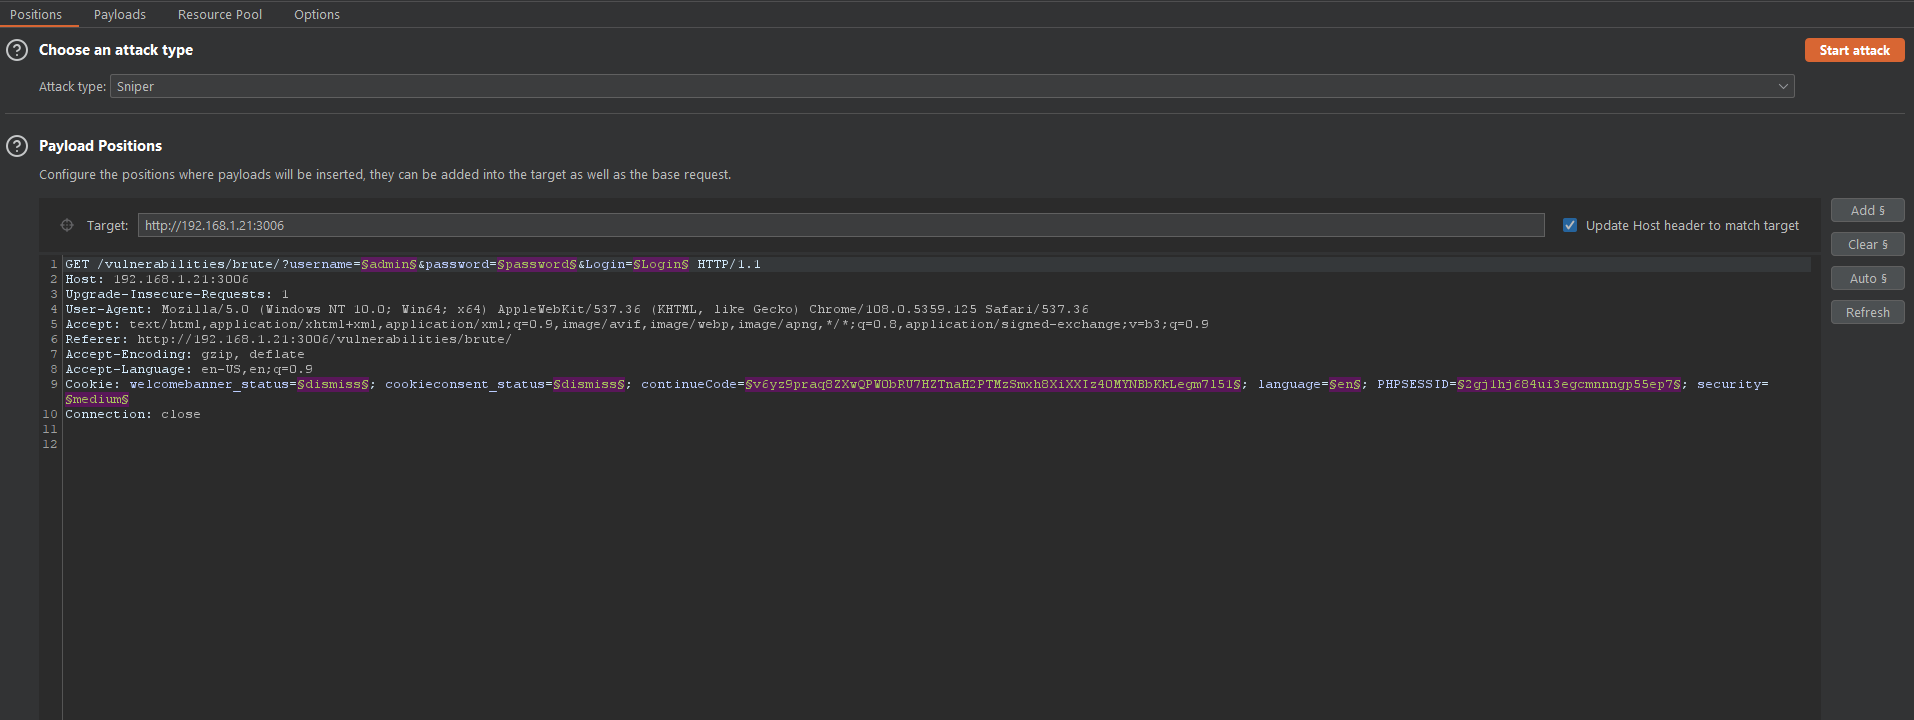 Positions Payloads Resource Pool Options
Choose an attack type
Start attack
Attack type: Sniper
Payload Positions
Configure the positions where payloads will be inserted, they can be added into the target as well as the base request.
Target: http://192.168.1.21:3006
Update Host header to match target
Add §
Clear §
Auto §
Refresh
1 GET /vulnerabilities/brute/?username=§admin§&password=§password§&Login=§Login§ HTTP/1.1
2 Host: 192.168.1.21:3006
3 Upgrade-Insecure-Requests: 1
4 User-Agent: Mozilla/5.0 (Windows NT 10.0; Win64; x64) AppleWebKit/537.36 (KHTML, like Gecko) Chrome/108.0.5359.125 Safari/537.36
5 Accept: text/html,application/xhtml+xml,application/xml;q=0.9,image/avif,image/webp,image/apng,*/*;q=0.8,application/signed-exchange;v=b3;q=0.9
6 Referer: http://192.168.1.21:3006/vulnerabilities/brute/
7 Accept-Encoding: gzip, deflate
8 Accept-Language: en-US,en;q=0.9
9 Cookie: welcomebanner_status=§dismiss§; cookieconsent_status=§dismiss§; continueCode=§v6yz9praq8ZXwQPWObRU7HZTnaH2PTMzSmxh8XiXXIz4OMYNBbKkLegm7151§; language=§en§; PHPSESSID=§2gj1hj684ui3egcmnnngp55ep7§; security=
§medium§
10 Connection: close
11
12